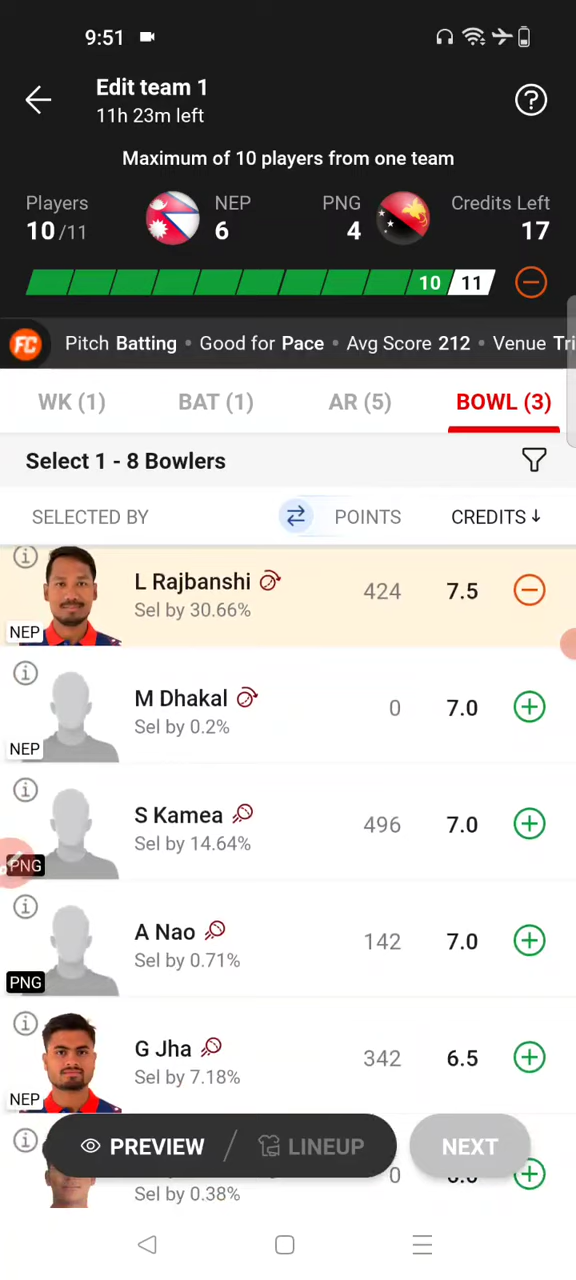 9:51
Edit team 1
11h 23m left
Maximum of 10 players from one team
Players NEP PNG Credits Left
10/11 6 4 17
10 11
FC Pitch Batting • Good for Pace • Avg Score 212 • Venue Tri
WK (1) BAT (1) AR (5) BOWL (3)
Select 1 - 8 Bowlers
SELECTED BY POINTS CREDITS ↓
L Rajbanshi 424 7.5
Sel by 30.66%
NEP
M Dhakal 0 7.0
Sel by 0.2%
NEP
S Kamea 496 7.0
Sel by 14.64%
PNG
A Nao 142 7.0
Sel by 0.71%
PNG
G Jha 342 6.5
Sel by 7.18%
NEP
PREVIEW / LINEUP NEXT
0
Sel by 0.38%